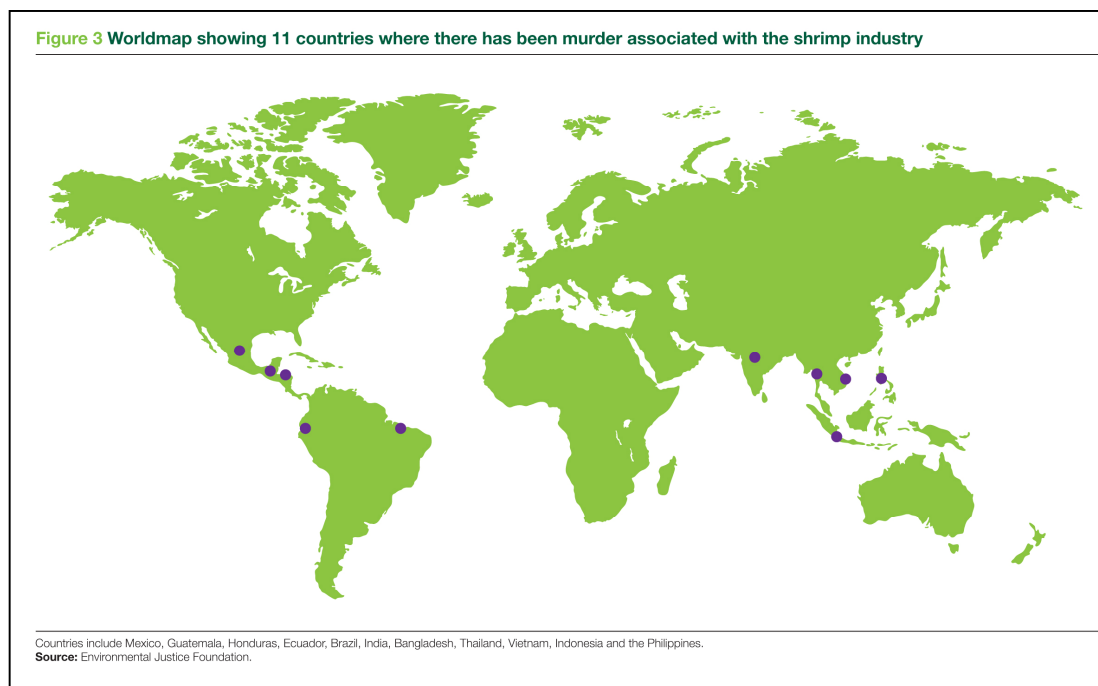 Figure 3 Worldmap showing 11 countries where there has been murder associated with the shrimp industry
Countries include Mexico, Guatemala, Honduras, Ecuador, Brazil, India, Bangladesh, Thailand, Vietnam, Indonesia and the Philippines.
Source: Environmental Justice Foundation.